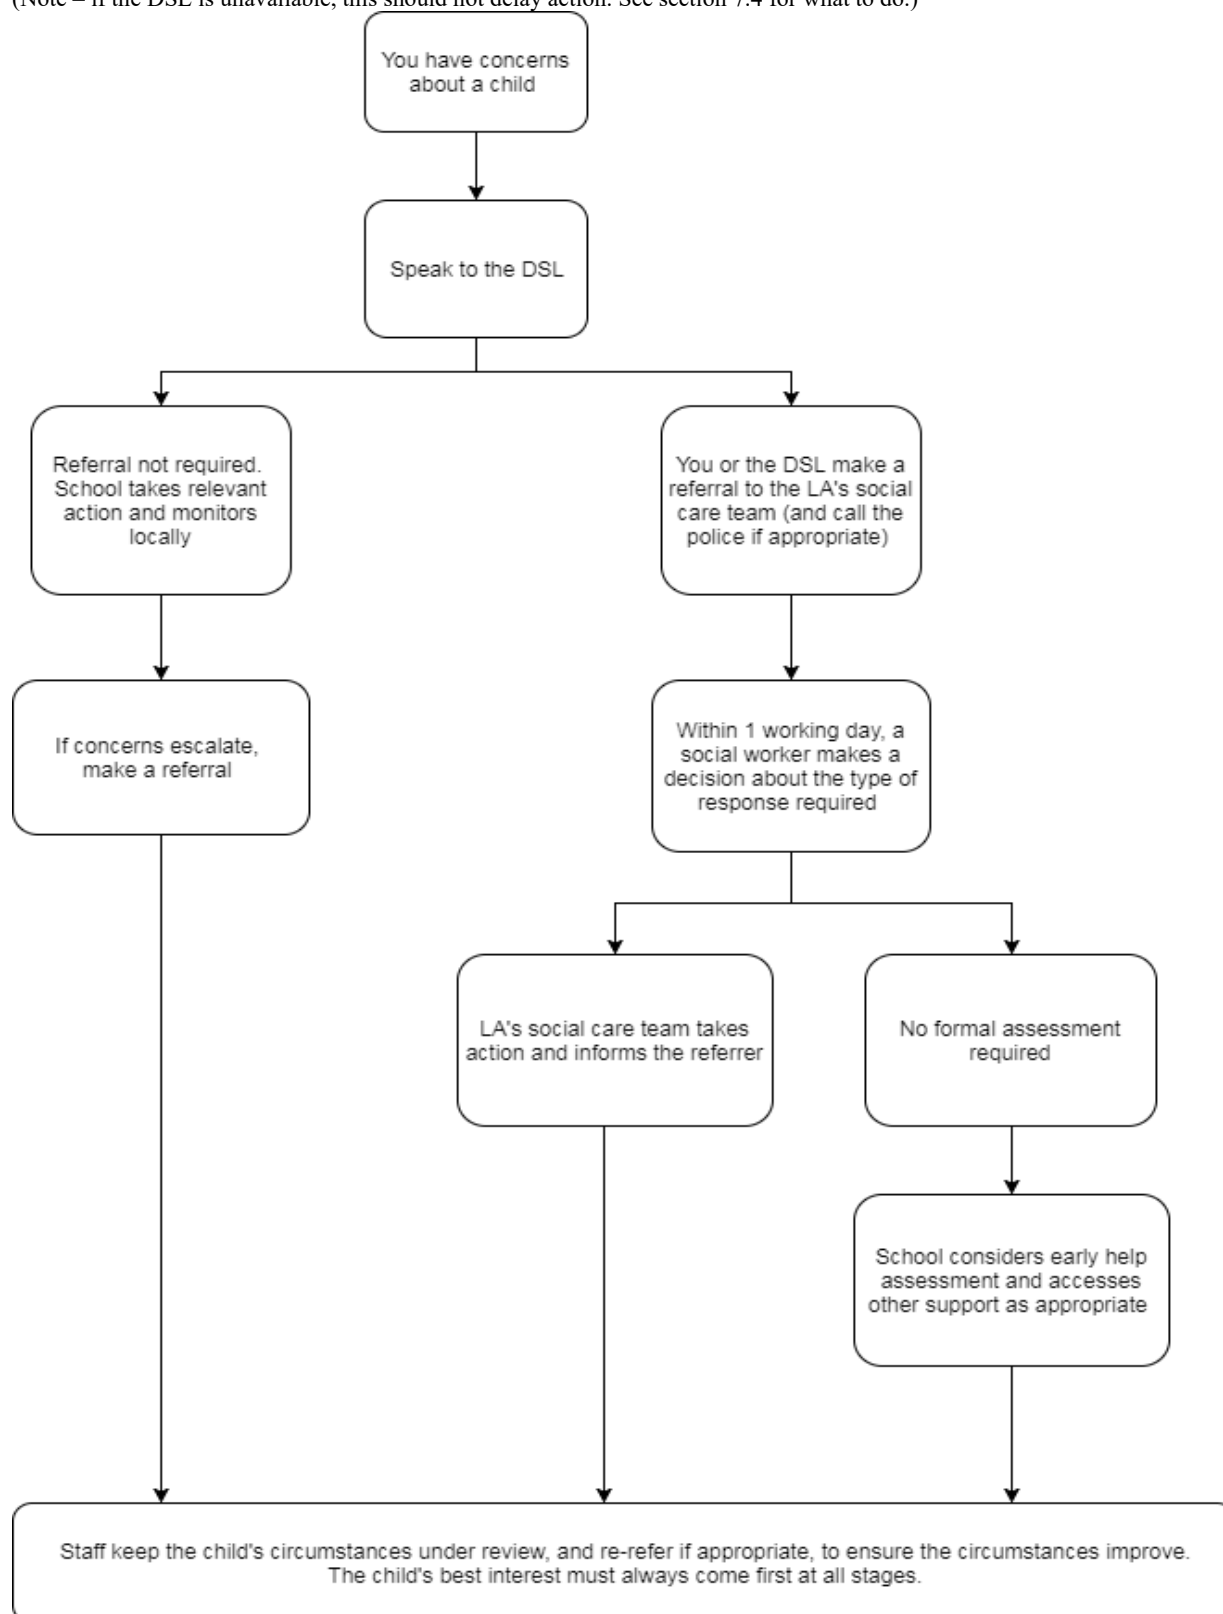 (Note – if the DSL is unavailable, this should not delay action. See section 7.4 for what to do.)
You have concerns
about a child
Speak to the DSL
Referral not required.
School takes relevant
action and monitors
locally
You or the DSL make a
referral to the LA's social
care team (and call the
police if appropriate)
If concerns escalate,
make a referral
Within 1 working day, a
social worker makes a
decision about the type of
response required
LA's social care team takes
action and informs the referrer
No formal assessment
required
School considers early help
assessment and accesses
other support as appropriate
Staff keep the child's circumstances under review, and re-refer if appropriate, to ensure the circumstances improve.
The child's best interest must always come first at all stages.